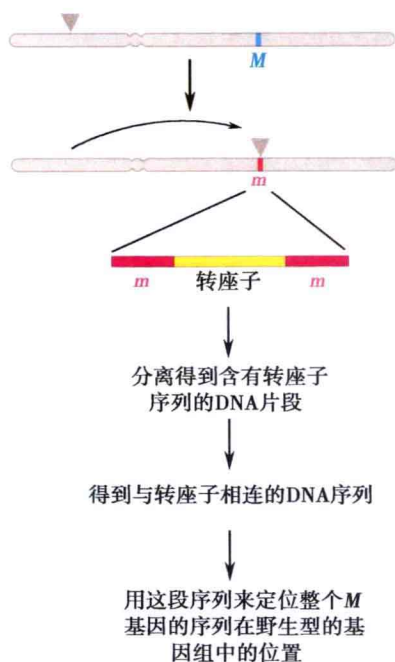 M
m
m 转座子 m
分离得到含有转座子
序列的DNA片段
得到与转座子相连的DNA序列
用这段序列来定位整个M
基因的序列在野生型的基
因组中的位置